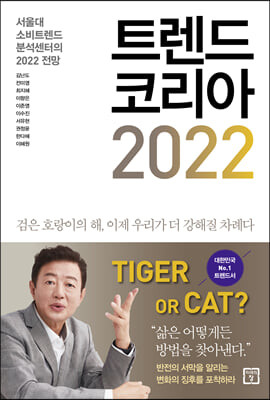 서울대
소비트렌드
분석센터의
2022 전망
김난도
전미영
최지혜
이향은
이준영
이수진
서유현
권정윤
한다혜
이혜원
트렌드
코리아
2022
검은 호랑이의 해, 이제 우리가 더 강해질 차례다
대한민국
No.1
트렌드서
TIGER
OR CAT?
“삶은 어떻게든
방법을 찾아낸다.”
반전의 서막을 알리는
변화의 징후를 포착하라